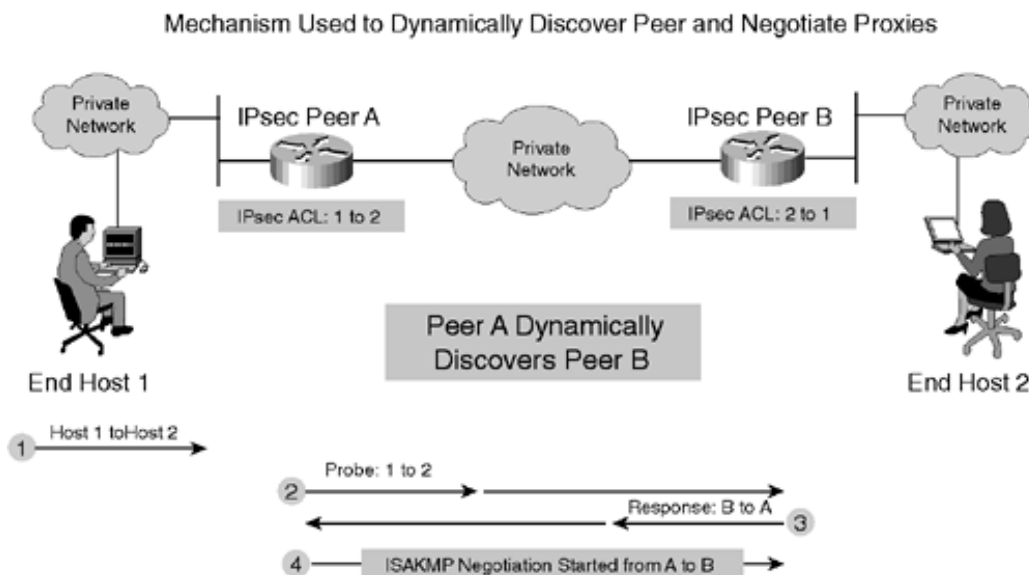 Mechanism Used to Dynamically Discover Peer and Negotiate Proxies
Private
Network
IPsec Peer A
Private
Network
IPsec Peer B
Private
Network
IPsec ACL: 1 to 2
IPsec ACL: 2 to 1
Peer A Dynamically
Discovers Peer B
End Host 1
End Host 2
1
Host 1 toHost 2
2
Probe: 1 to 2
Response: B to A
3
4
ISAKMP Negotiation Started from A to B